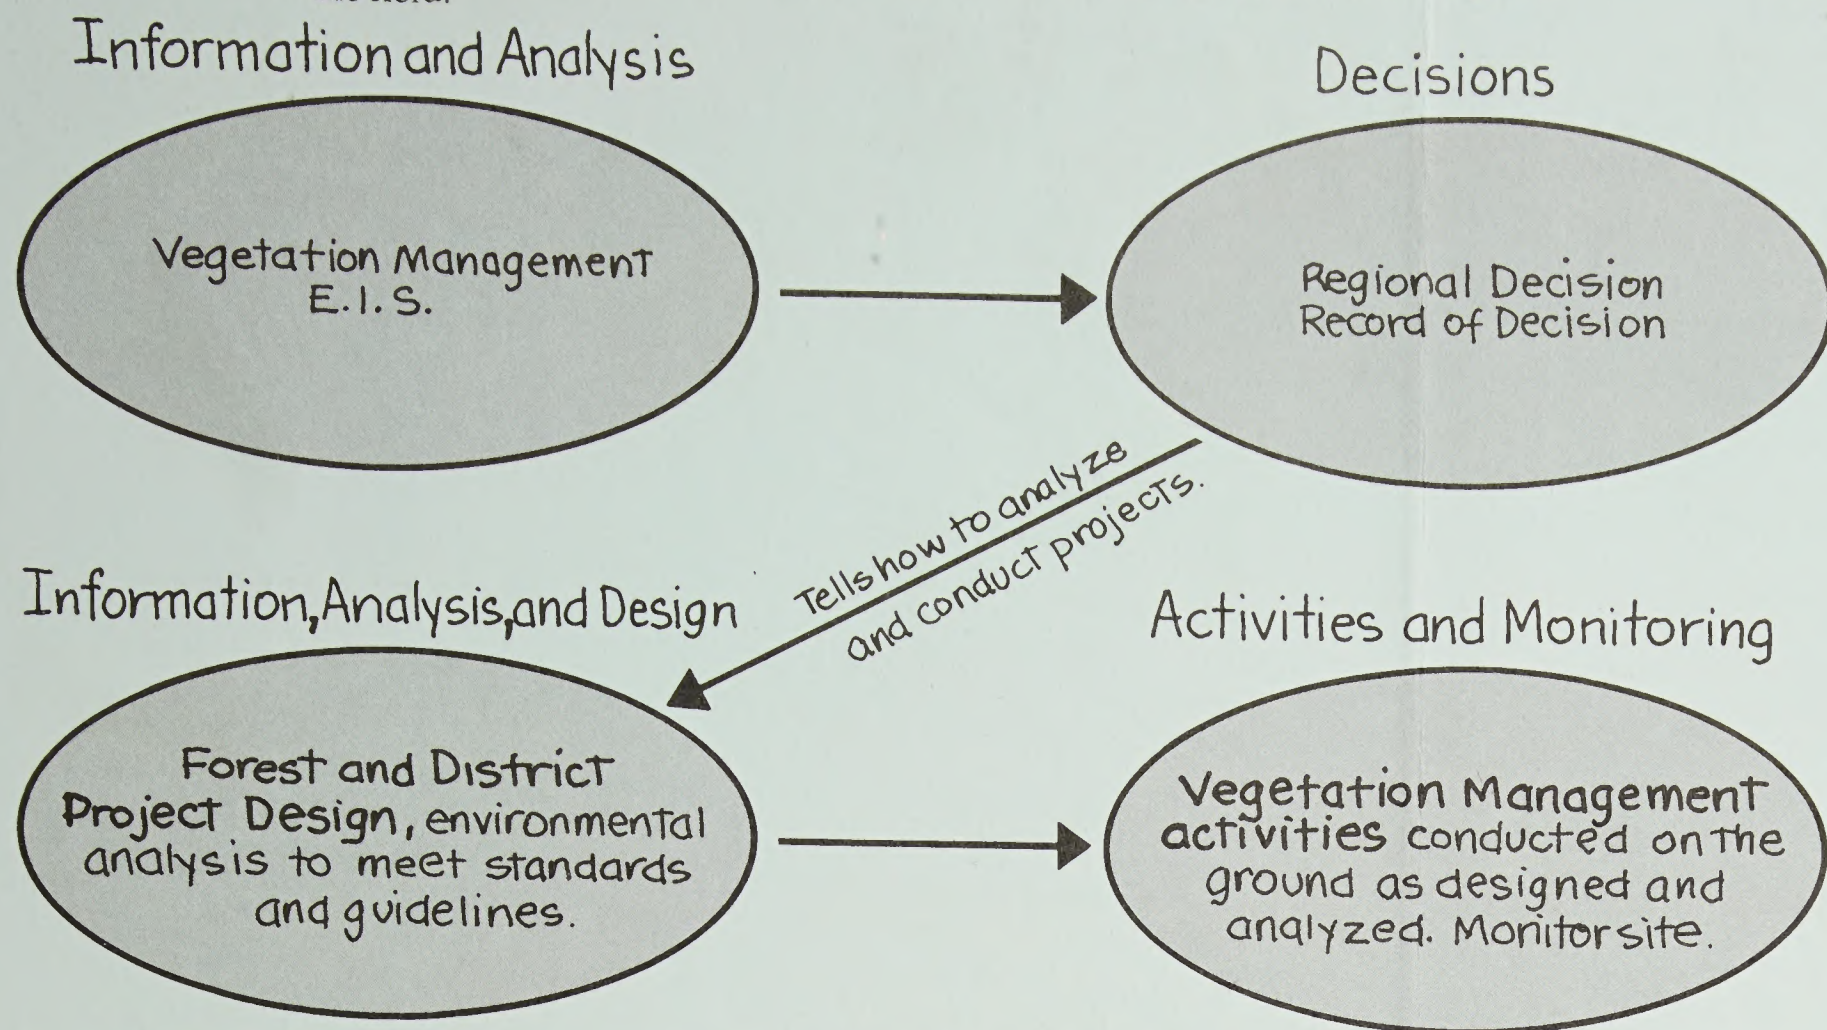 Information and Analysis
Vegetation Management
E.I.S.
Decisions
Regional Decision
Record of Decision
Tells how to analyze
and conduct projects.
Information, Analysis, and Design
Forest and District
Project Design, environmental
analysis to meet standards
and guidelines.
Activities and Monitoring
Vegetation Management
activities conducted on the
ground as designed and
analyzed. Monitor site.